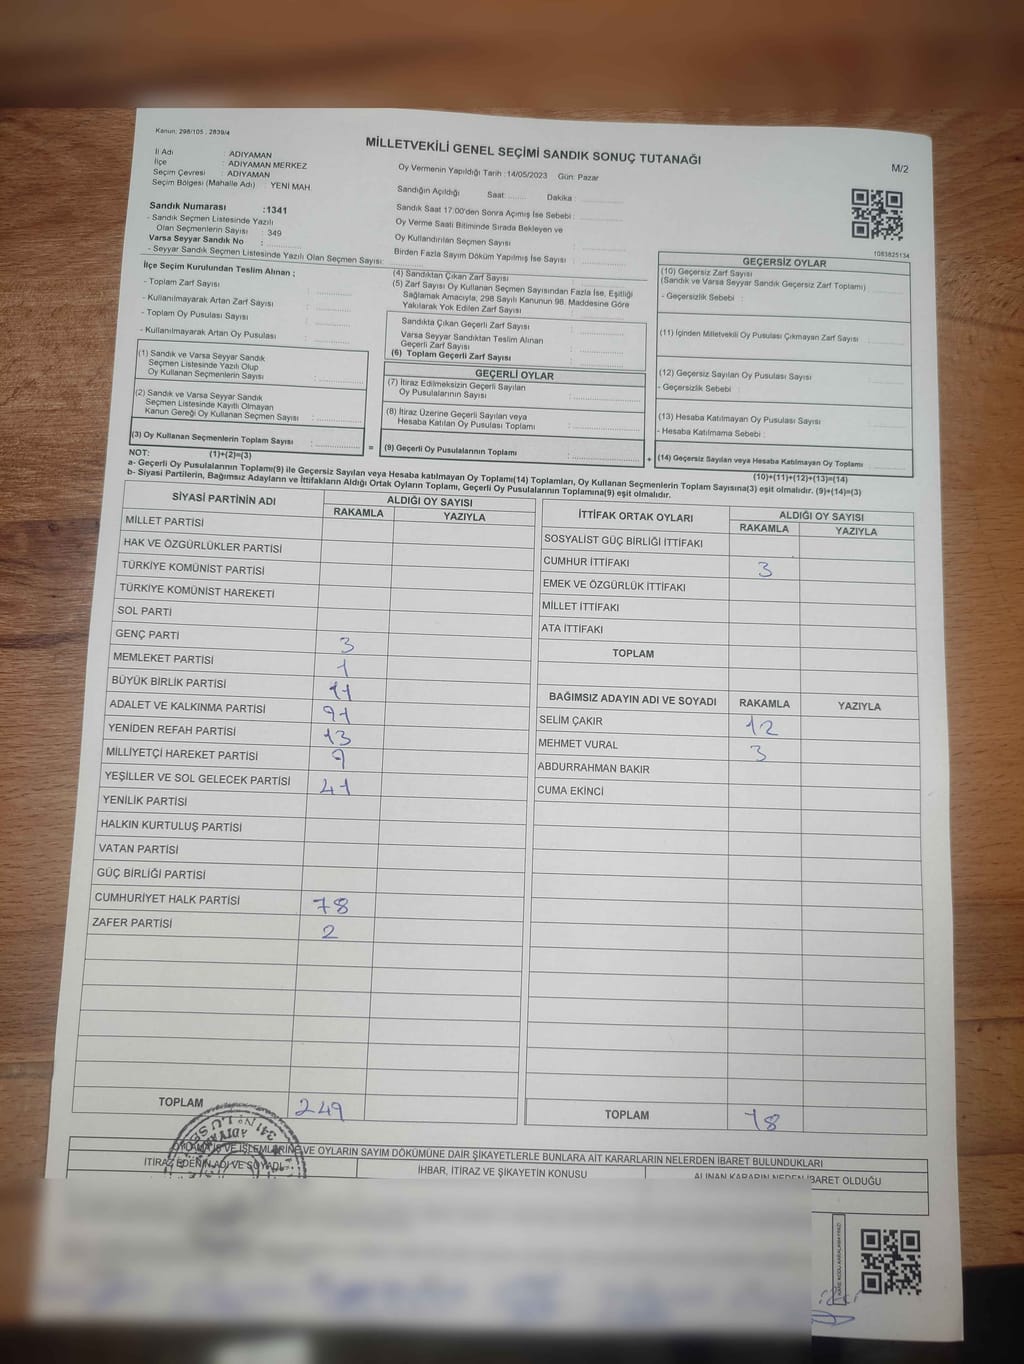 Kanun, 298/105 , 2839/4
MİLLETVEKİLİ GENEL SEÇİMİ SANDIK SONUÇ TUTANAĞI
M/2
İl Adı : ADIYAMAN
İlçe : ADIYAMAN MERKEZ
Seçim Çevresi : ADIYAMAN
Seçim Bölgesi (Mahalle Adı) : YENİ MAH.
Sandık Numarası :1341
- Sandık Seçmen Listesinde Yazılı
Olan Seçmenlerin Sayısı : 349
Varsa Seyyar Sandık No :
- Seyyar Sandık Seçmen Listesinde Yazılı Olan Seçmen Sayısı:
Oy Vermenin Yapıldığı Tarih :14/05/2023 Gün: Pazar
Sandığın Açıldığı Saat: Dakika :
Sandık Saat 17.00'den Sonra Açımış İse Sebebi :
Oy Verme Saati Bitiminde Sırada Bekleyen ve
Oy Kullandırılan Seçmen Sayısı :
Birden Fazla Sayım Döküm Yapılmış İse Sayısı :
1083825134
İlçe Seçim Kurulundan Teslim Alınan ;
- Toplam Zarf Sayısı :
- Kullanılmayarak Artan Zarf Sayısı :
- Toplam Oy Pusulası Sayısı :
- Kullanılmayarak Artan Oy Pusulası :
(1) Sandık ve Varsa Seyyar Sandık
Seçmen Listesinde Yazılı Olup
Oy Kullanan Seçmenlerin Sayısı :
(2) Sandık ve Varsa Seyyar Sandık
Seçmen Listesinde Kayıtlı Olmayan
Kanun Gereği Oy Kullanan Seçmen Sayısı :
(3) Oy Kullanan Seçmenlerin Toplam Sayısı :
(4) Sandıktan Çıkan Zarf Sayısı :
(5) Zarf Sayısı Oy Kullanan Seçmen Sayısından Fazla İse, Eşitliği
Sağlamak Amacıyla, 298 Sayılı Kanunun 98. Maddesine Göre
Yakılarak Yok Edilen Zarf Sayısı :
Sandıkta Çıkan Geçerli Zarf Sayısı :
Varsa Seyyar Sandıktan Teslim Alınan
Geçerli Zarf Sayısı :
(6) Toplam Geçerli Zarf Sayısı :
GEÇERLİ OYLAR
(7) İtiraz Edilmeksizin Geçerli Sayılan
Oy Pusulalarının Sayısı :
(8) İtiraz Üzerine Geçerli Sayılan veya
Hesaba Katılan Oy Pusulası Toplamı :
= (9) Geçerli Oy Pusulalarının Toplamı :
GEÇERSİZ OYLAR
(10) Geçersiz Zarf Sayısı :
(Sandık ve Varsa Seyyar Sandık Geçersiz Zarf Toplamı)
- Geçersizlik Sebebi :
(11) İçinden Milletvekili Oy Pusulası Çıkmayan Zarf Sayısı :
(12) Geçersiz Sayılan Oy Pusulası Sayısı :
- Geçersizlik Sebebi :
(13) Hesaba Katılmayan Oy Pusulası Sayısı :
- Hesaba Katılmama Sebebi :
+ (14) Geçersiz Sayılan veya Hesaba Katılmayan Oy Toplamı :
NOT: (1)+(2)=(3)
(10)+(11)+(12)+(13)=(14)
a- Geçerli Oy Pusulalarının Toplamı(9) ile Geçersiz Sayılan veya Hesaba katılmayan Oy Toplamı(14) Toplamları, Oy Kullanan Seçmenlerin Toplam Sayısına(3) eşit olmalıdır. (9)+(14)=(3)
b- Siyasi Partilerin, Bağımsız Adayların ve İttifakların Aldığı Ortak Oyların Toplamı, Geçerli Oy Pusulalarının Toplamına(9) eşit olmalıdır.
SİYASİ PARTİNİN ADI ALDIĞI OY SAYISI
RAKAMLA YAZIYLA
MİLLET PARTİSİ
HAK VE ÖZGÜRLÜKLER PARTİSİ
TÜRKİYE KOMÜNİST PARTİSİ
TÜRKİYE KOMÜNİST HAREKETİ
SOL PARTİ
GENÇ PARTİ 3
MEMLEKET PARTİSİ 1
BÜYÜK BİRLİK PARTİSİ 11
ADALET VE KALKINMA PARTİSİ 91
YENİDEN REFAH PARTİSİ 13
MİLLİYETÇİ HAREKET PARTİSİ 9
YEŞİLLER VE SOL GELECEK PARTİSİ 41
YENİLİK PARTİSİ
HALKIN KURTULUŞ PARTİSİ
VATAN PARTİSİ
GÜÇ BİRLİĞİ PARTİSİ
CUMHURİYET HALK PARTİSİ 78
ZAFER PARTİSİ 2
TOPLAM 249
İTTİFAK ORTAK OYLARI ALDIĞI OY SAYISI
RAKAMLA YAZIYLA
SOSYALİST GÜÇ BİRLİĞİ İTTİFAKI
CUMHUR İTTİFAKI 3
EMEK VE ÖZGÜRLÜK İTTİFAKI
MİLLET İTTİFAKI
ATA İTTİFAKI
TOPLAM
BAĞIMSIZ ADAYIN ADI VE SOYADI RAKAMLA YAZIYLA
SELİM ÇAKIR 12
MEHMET VURAL 3
ABDURRAHMAN BAKIR
CUMA EKİNCİ
TOPLAM 18
OYLAMA İŞ VE İŞLEMLERİNE VE OYLARIN SAYIM DÖKÜMÜNE DAİR ŞİKAYETLERLE BUNLARA AİT KARARLARIN NELERDEN İBARET BULUNDUKLARI
İTİRAZ EDENİN ADI VE SOYADI İHBAR, İTİRAZ VE ŞİKAYETİN KONUSU ALINAN KARARIN NEDEN İBARET OLDUĞU